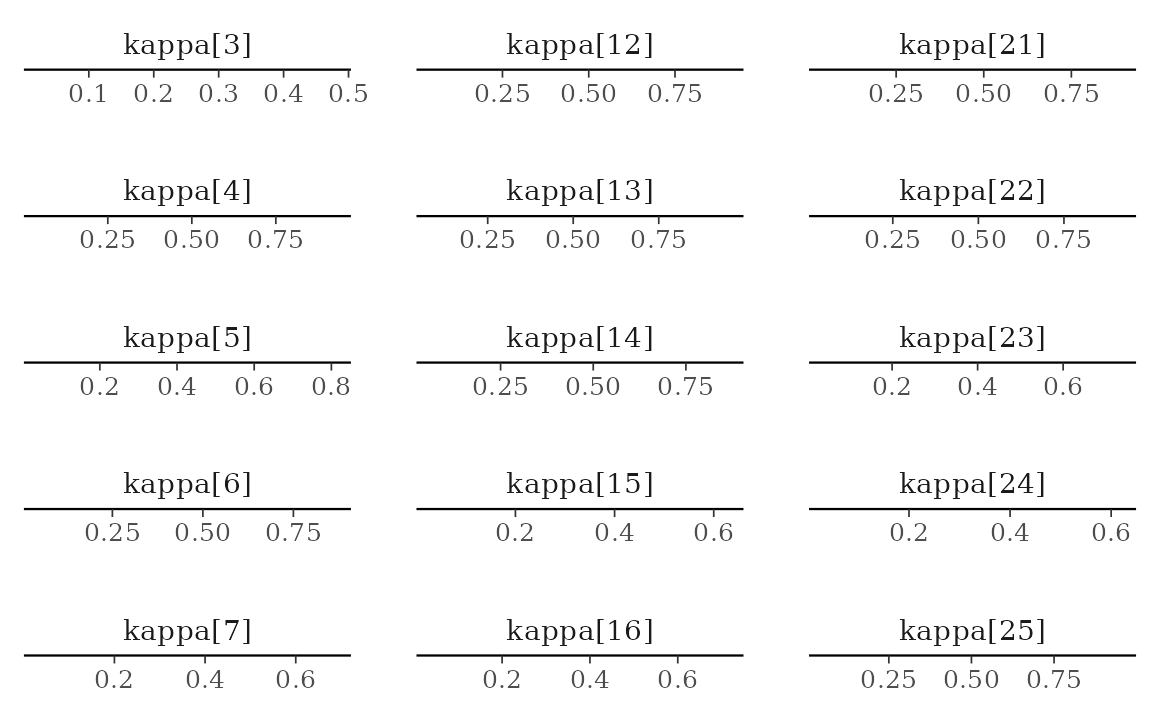 kappa[3] kappa[12] kappa[21]
0.1 0.2 0.3 0.4 0.5 0.25 0.50 0.75 0.25 0.50 0.75
kappa[4] kappa[13] kappa[22]
0.25 0.50 0.75 0.25 0.50 0.75 0.25 0.50 0.75
kappa[5] kappa[14] kappa[23]
0.2 0.4 0.6 0.8 0.25 0.50 0.75 0.2 0.4 0.6
kappa[6] kappa[15] kappa[24]
0.25 0.50 0.75 0.2 0.4 0.6 0.2 0.4 0.6
kappa[7] kappa[16] kappa[25]
0.2 0.4 0.6 0.2 0.4 0.6 0.25 0.50 0.75